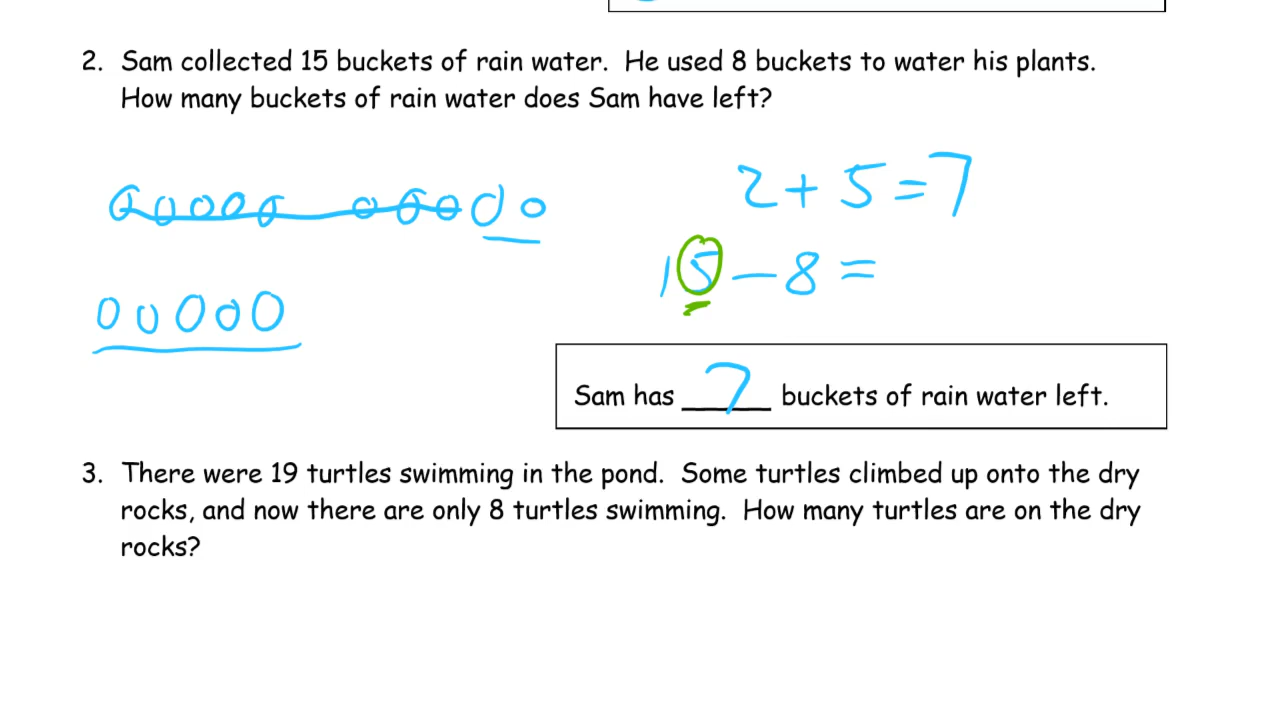 2. Sam collected 15 buckets of rain water. He used 8 buckets to water his plants.
How many buckets of rain water does Sam have left?
2 + 5 = 7
15 - 8 =
Sam has 7 buckets of rain water left.
3. There were 19 turtles swimming in the pond. Some turtles climbed up onto the dry
rocks, and now there are only 8 turtles swimming. How many turtles are on the dry
rocks?